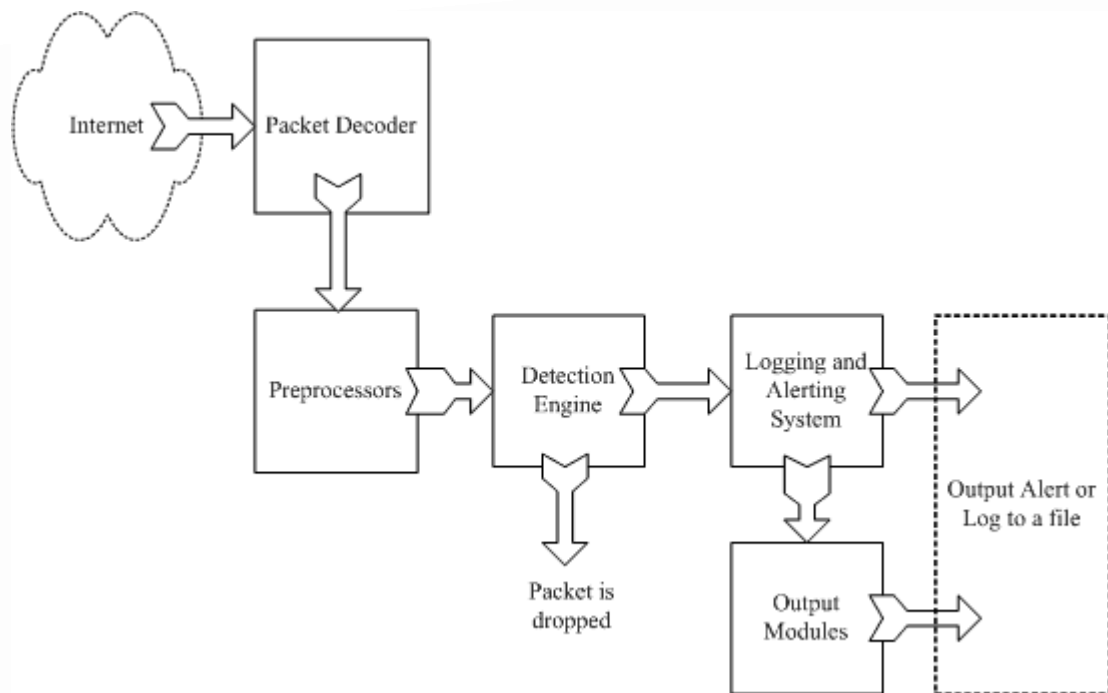 Internet
Packet Decoder
Preprocessors
Detection
Engine
Logging and
Alerting
System
Output Alert or
Log to a file
Packet is
dropped
Output
Modules